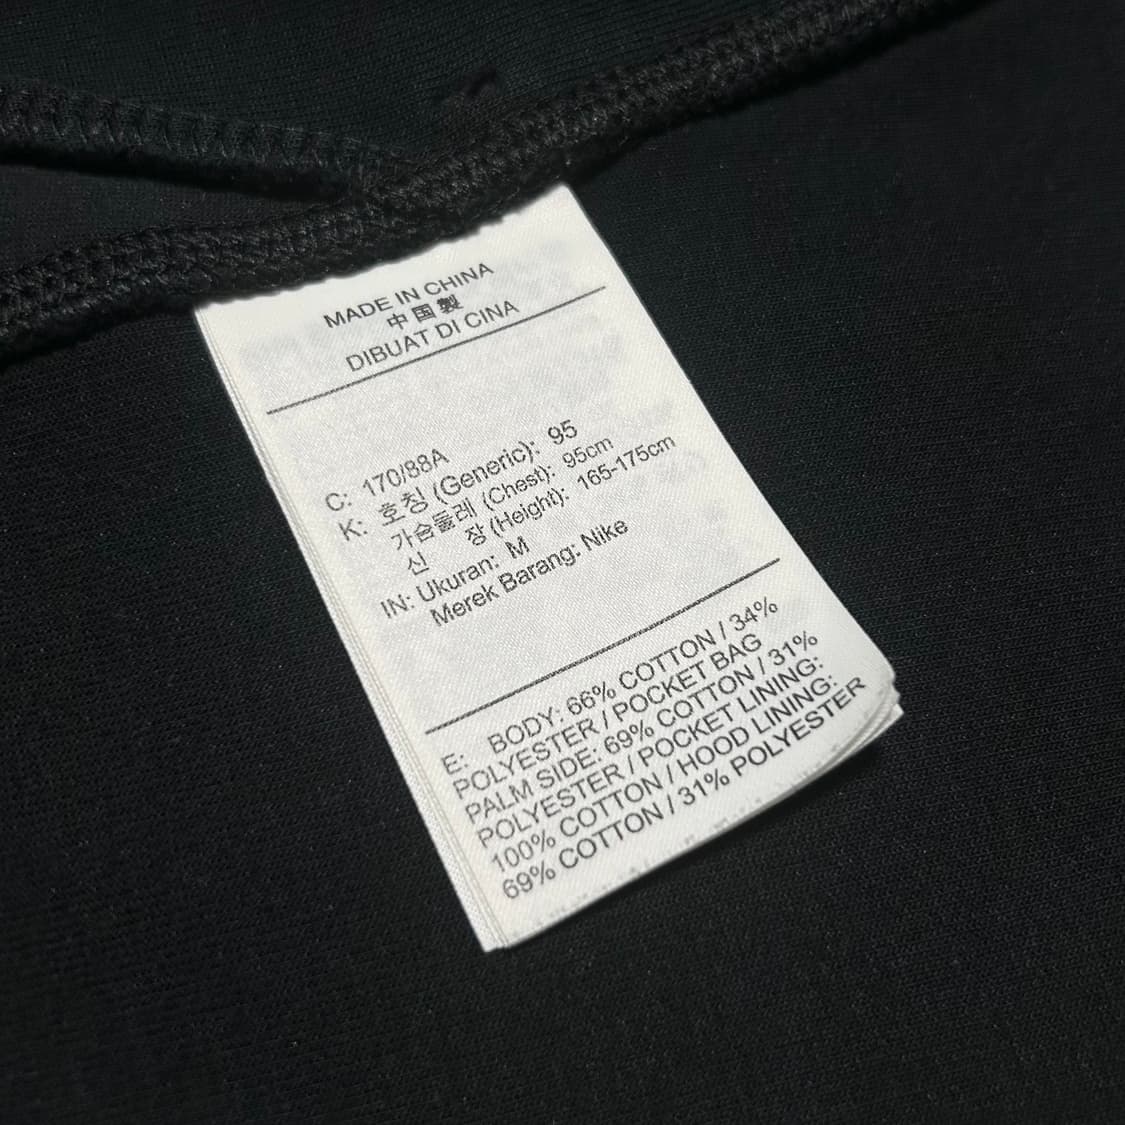 MADE IN CHINA
中国製
DIBUAT DI CINA
C: 170/88A
K: 호칭 (Generic): 95
가슴둘레 (Chest): 95cm
신 장 (Height): 165-175cm
IN: Ukuran: M
Merek Barang: Nike
E: BODY: 66% COTTON / 34%
POLYESTER / POCKET BAG
PALM SIDE: 69% COTTON / 31%
POLYESTER / POCKET LINING:
100% COTTON / HOOD LINING:
69% COTTON / 31% POLYESTER